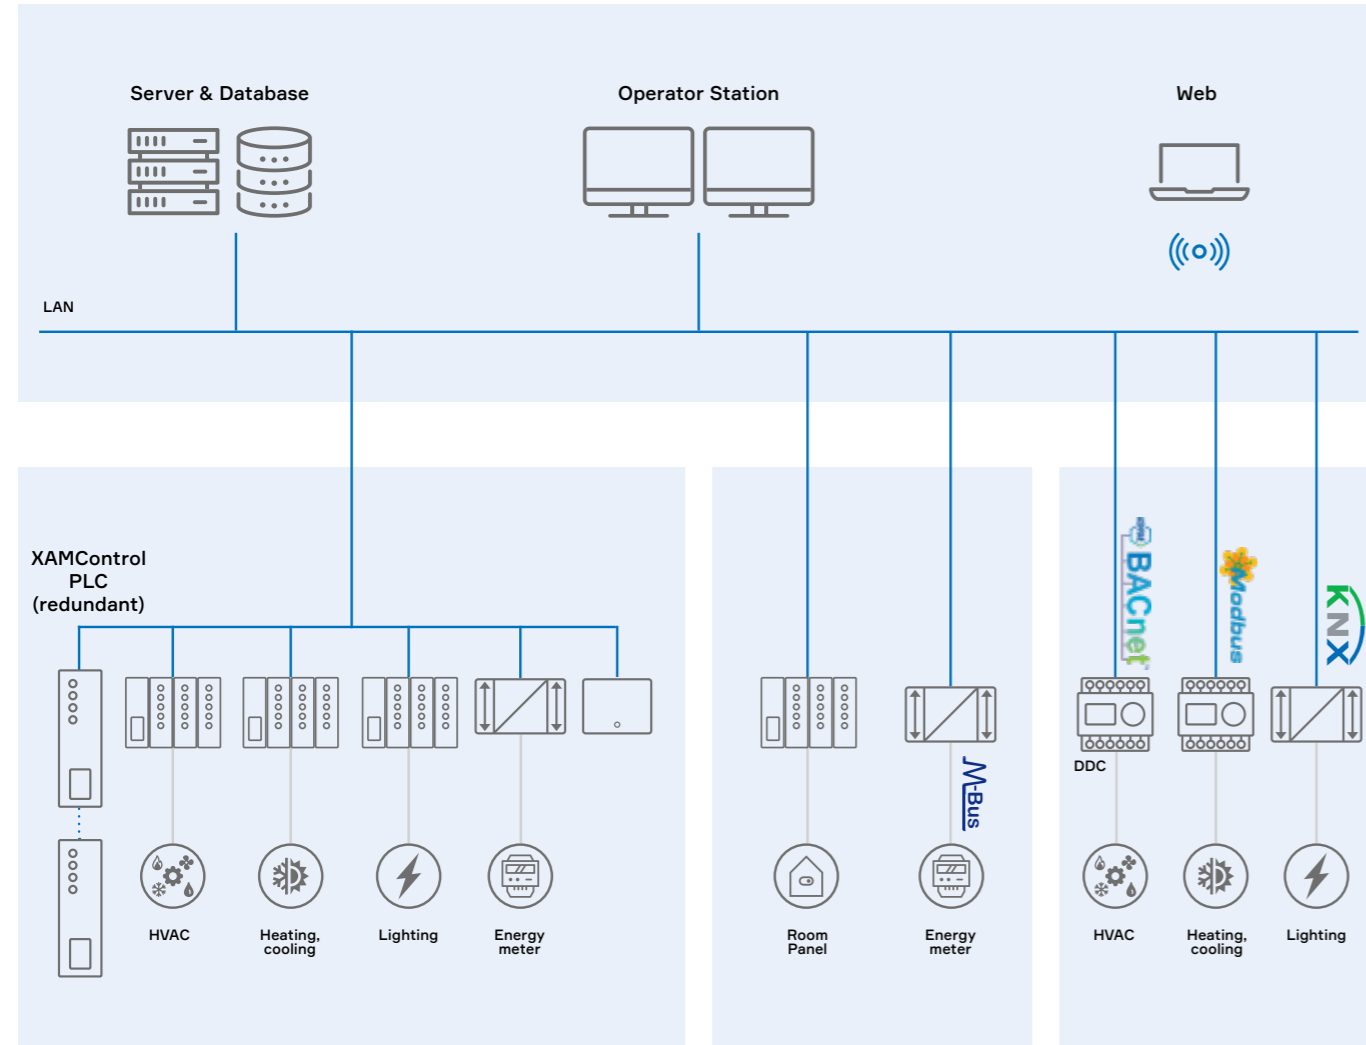 Server & Database
Operator Station
Web
LAN
XAMControl
PLC
(redundant)
BACnet
Modbus
KNX
DDC
M-Bus
HVAC
Heating,
cooling
Lighting
Energy
meter
Room
Panel
Energy
meter
HVAC
Heating,
cooling
Lighting